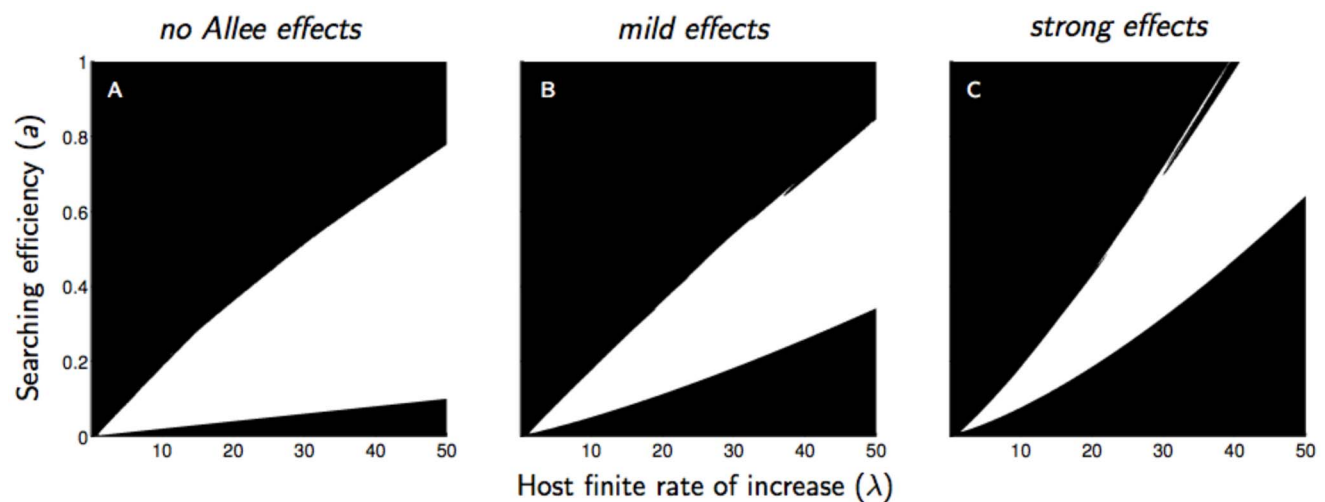 no Allee effects
mild effects
strong effects
A
B
C
Searching efficiency (a)
1
0.8
0.6
0.4
0.2
0
10 20 30 40 50
10 20 30 40 50
10 20 30 40 50
Host finite rate of increase (λ)